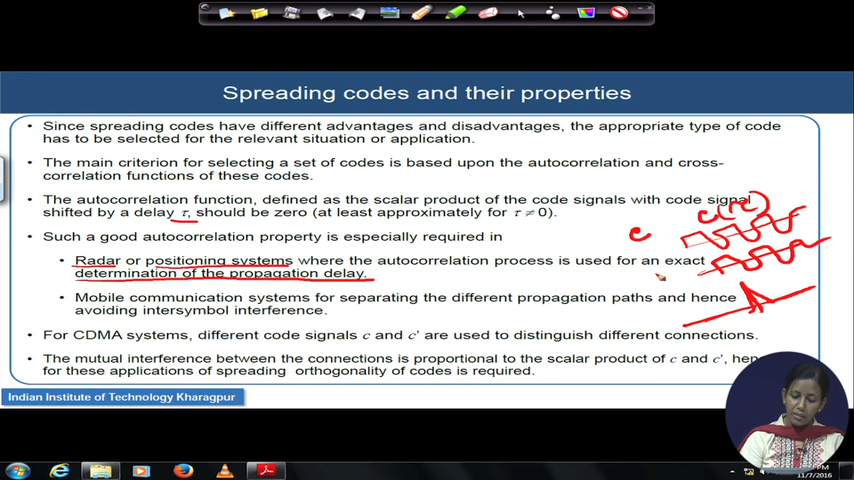 Spreading codes and their properties
• Since spreading codes have different advantages and disadvantages, the appropriate type of code
has to be selected for the relevant situation or application.
• The main criterion for selecting a set of codes is based upon the autocorrelation and cross-
correlation functions of these codes.
• The autocorrelation function, defined as the scalar product of the code signals with code signal
shifted by a delay τ, should be zero (at least approximately for τ ≠ 0).
c(τ)
• Such a good autocorrelation property is especially required in
c
• Radar or positioning systems where the autocorrelation process is used for an exact
determination of the propagation delay.
• Mobile communication systems for separating the different propagation paths and hence
avoiding intersymbol interference.
• For CDMA systems, different code signals c and c' are used to distinguish different connections.
• The mutual interference between the connections is proportional to the scalar product of c and c', hen
for these applications of spreading orthogonality of codes is required.
Indian Institute of Technology Kharagpur
PM
11/7/2016